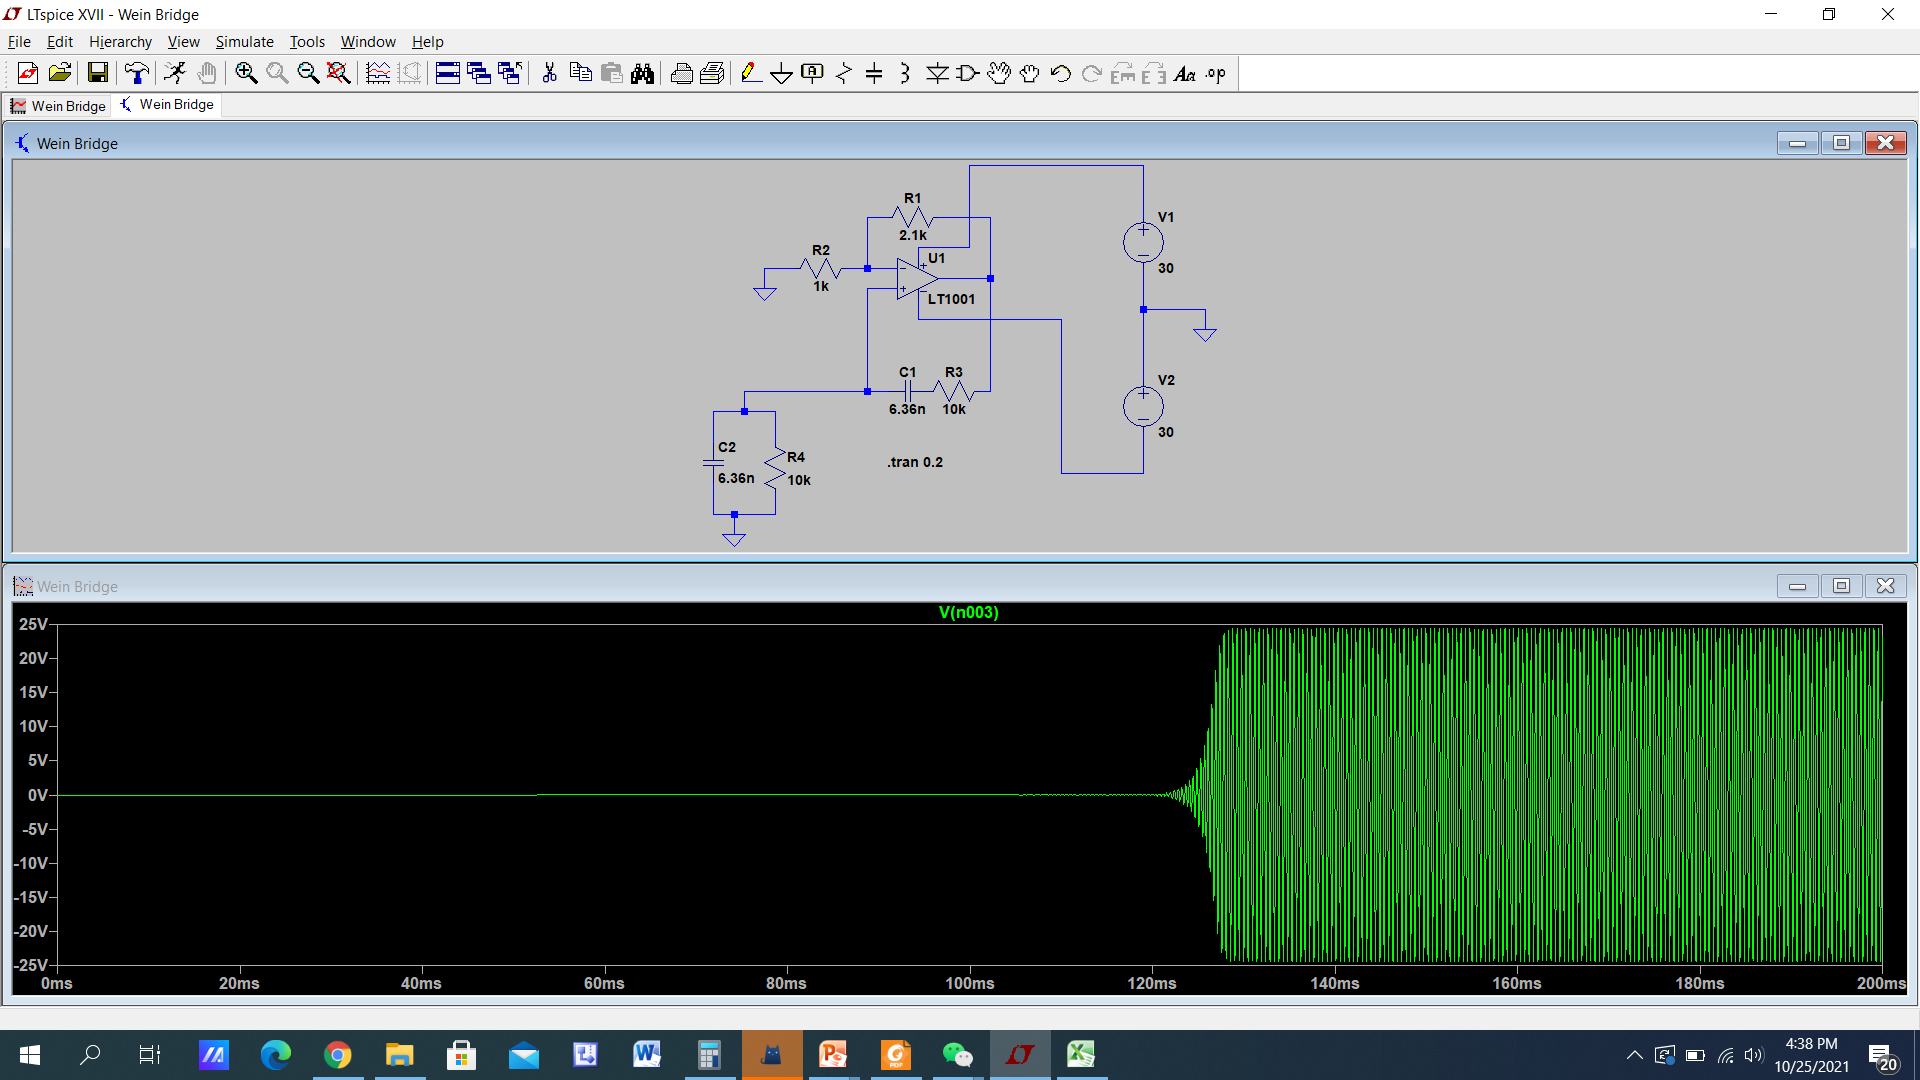 LTspice XVII - Wein Bridge
File Edit Hierarchy View Simulate Tools Window Help
Wein Bridge Wein Bridge
Wein Bridge
R1
2.1k
R2
1k
U1
LT1001
V1
30
C1 R3
6.36n 10k
V2
30
C2
6.36n
R4
10k
.tran 0.2
Wein Bridge
V(n003)
25V
20V
15V
10V
5V
0V
-5V
-10V
-15V
-20V
-25V
0ms 20ms 40ms 60ms 80ms 100ms 120ms 140ms 160ms 180ms 200ms
4:38 PM
10/25/2021
20